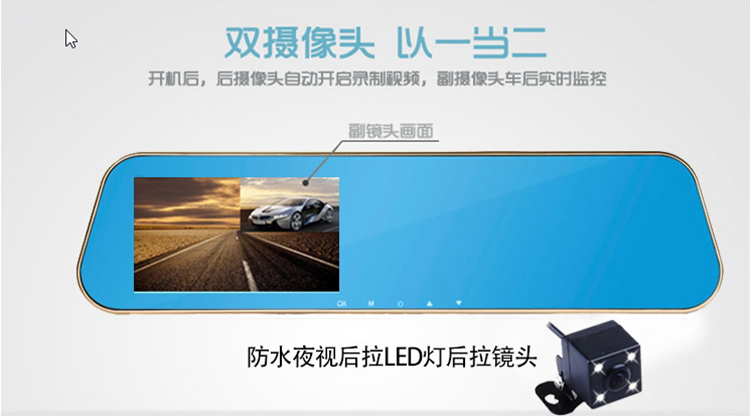 双摄像头 以一当二
开机后，后摄像头自动开启录制视频，副摄像头车后实时监控
副镜头画面
OK M
防水夜视后拉LED灯后拉镜头